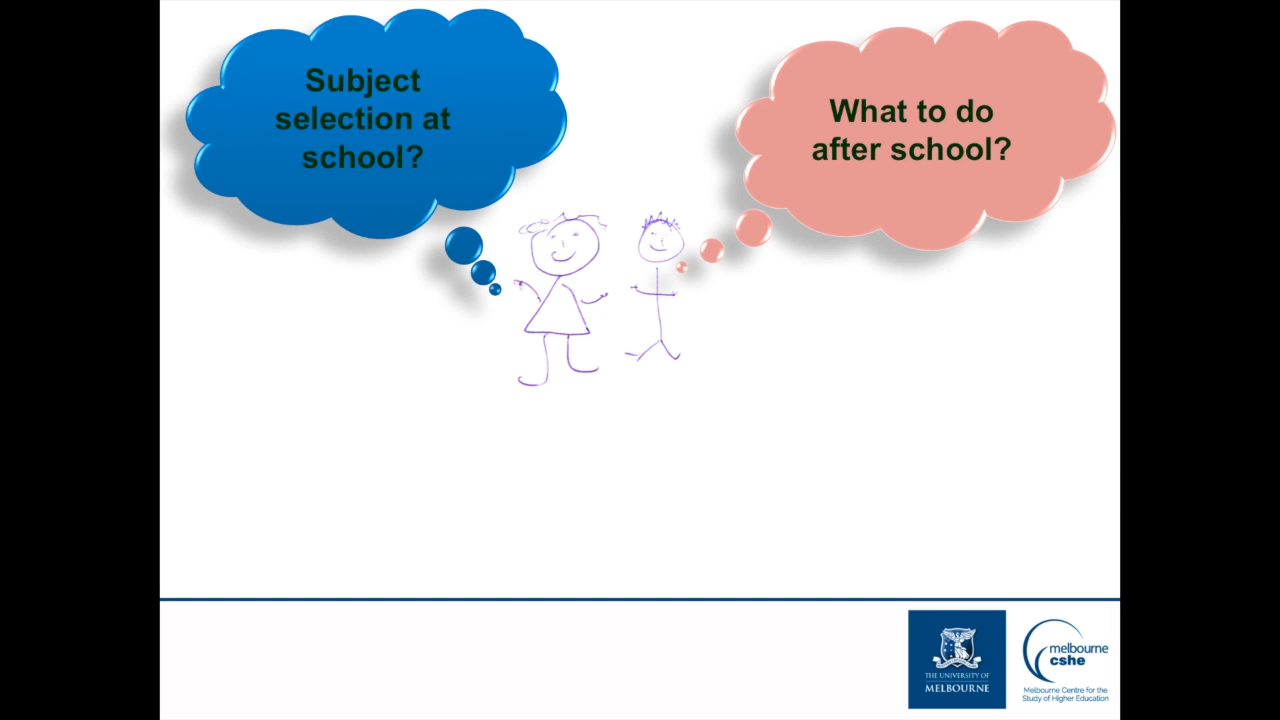 Subject
selection at
school?
What to do
after school?
THE UNIVERSITY OF
MELBOURNE
melbourne
cshe
Melbourne Centre for the
Study of Higher Education